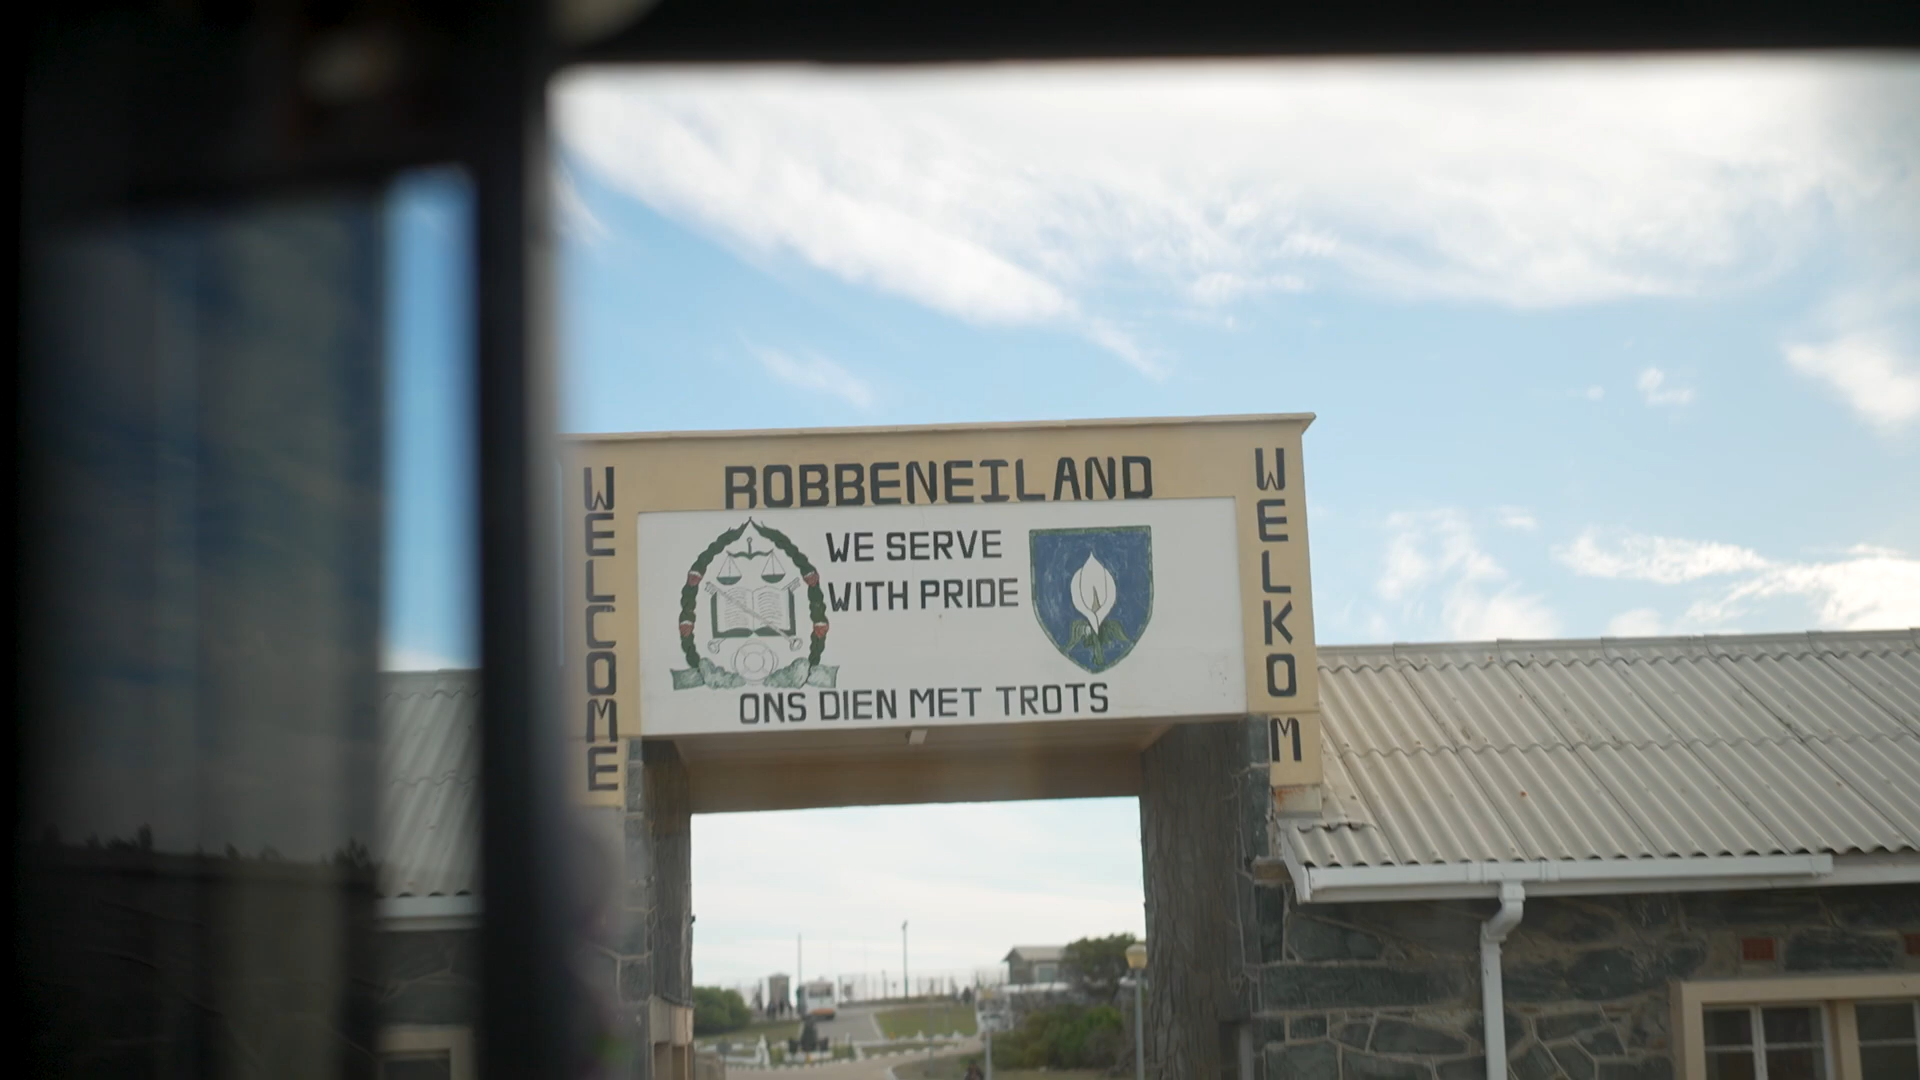 WELCOME
ROBBENEILAND
WELKOM
WE SERVE
WITH PRIDE
ONS DIEN MET TROTS